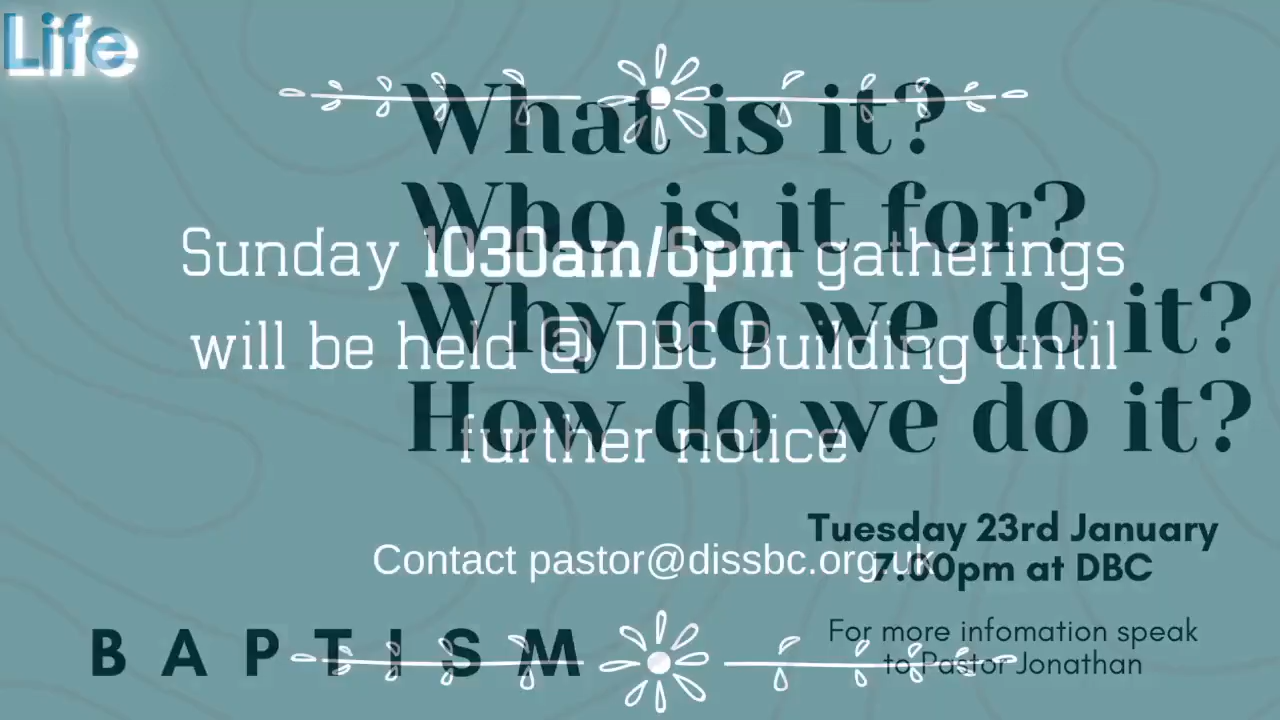 Life
What is it?
Who is it for?
Why do we do it?
How do we do it?
Sunday 1030am/6pm gatherings
will be held @ DBC Building until
further notice
Contact pastor@dissbc.org.uk
Tuesday 23rd January
7.00pm at DBC
For more infomation speak
to Pastor Jonathan
BAPTISM